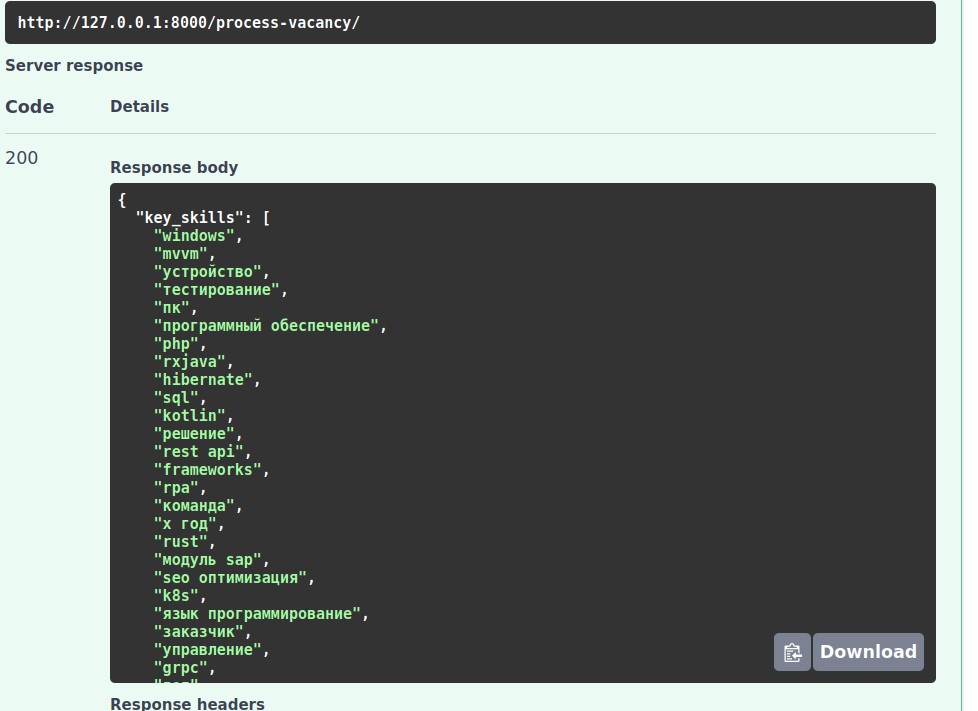 http://127.0.0.1:8000/process-vacancy/
Server response
Code Details
200
Response body
{
"key_skills": [
"windows",
"mvvm",
"устройство",
"тестирование",
"пк",
"программный обеспечение",
"php",
"rxjava",
"hibernate",
"sql",
"kotlin",
"решение",
"rest api",
"frameworks",
"rpa",
"команда",
"x год",
"rust",
"модуль sap",
"seo оптимизация",
"k8s",
"язык программирование",
"заказчик",
"управление",
"grpc",
Download
Response headers